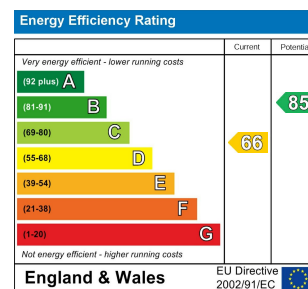 Energy Efficiency Rating
Current Potentia
Very energy efficient - lower running costs
(92 plus) A
(81-91) B
85
(69-80) C
66
(55-68) D
(39-54) E
(21-38) F
(1-20) G
Not energy efficient - higher running costs
England & Wales
EU Directive
2002/91/EC